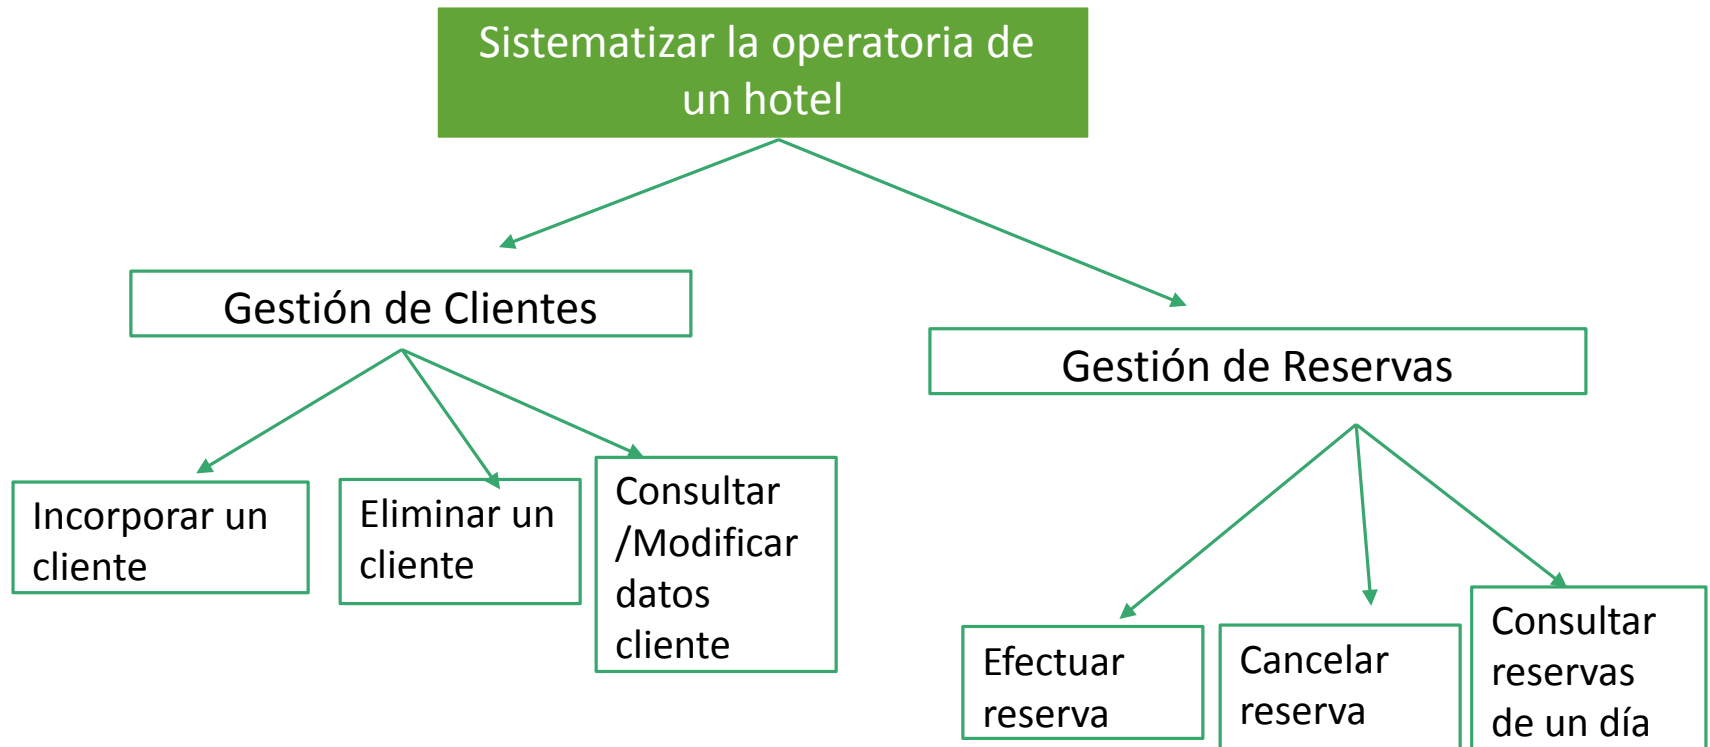 Sistematizar la operatoria de
un hotel
Gestión de Clientes
Gestión de Reservas
Incorporar un
cliente
Eliminar un
cliente
Consultar
/Modificar
datos
cliente
Efectuar
reserva
Cancelar
reserva
Consultar
reservas
de un día